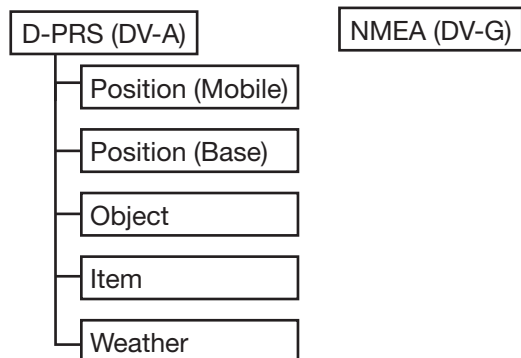 D-PRS (DV-A)
NMEA (DV-G)
Position (Mobile)
Position (Base)
Object
Item
Weather